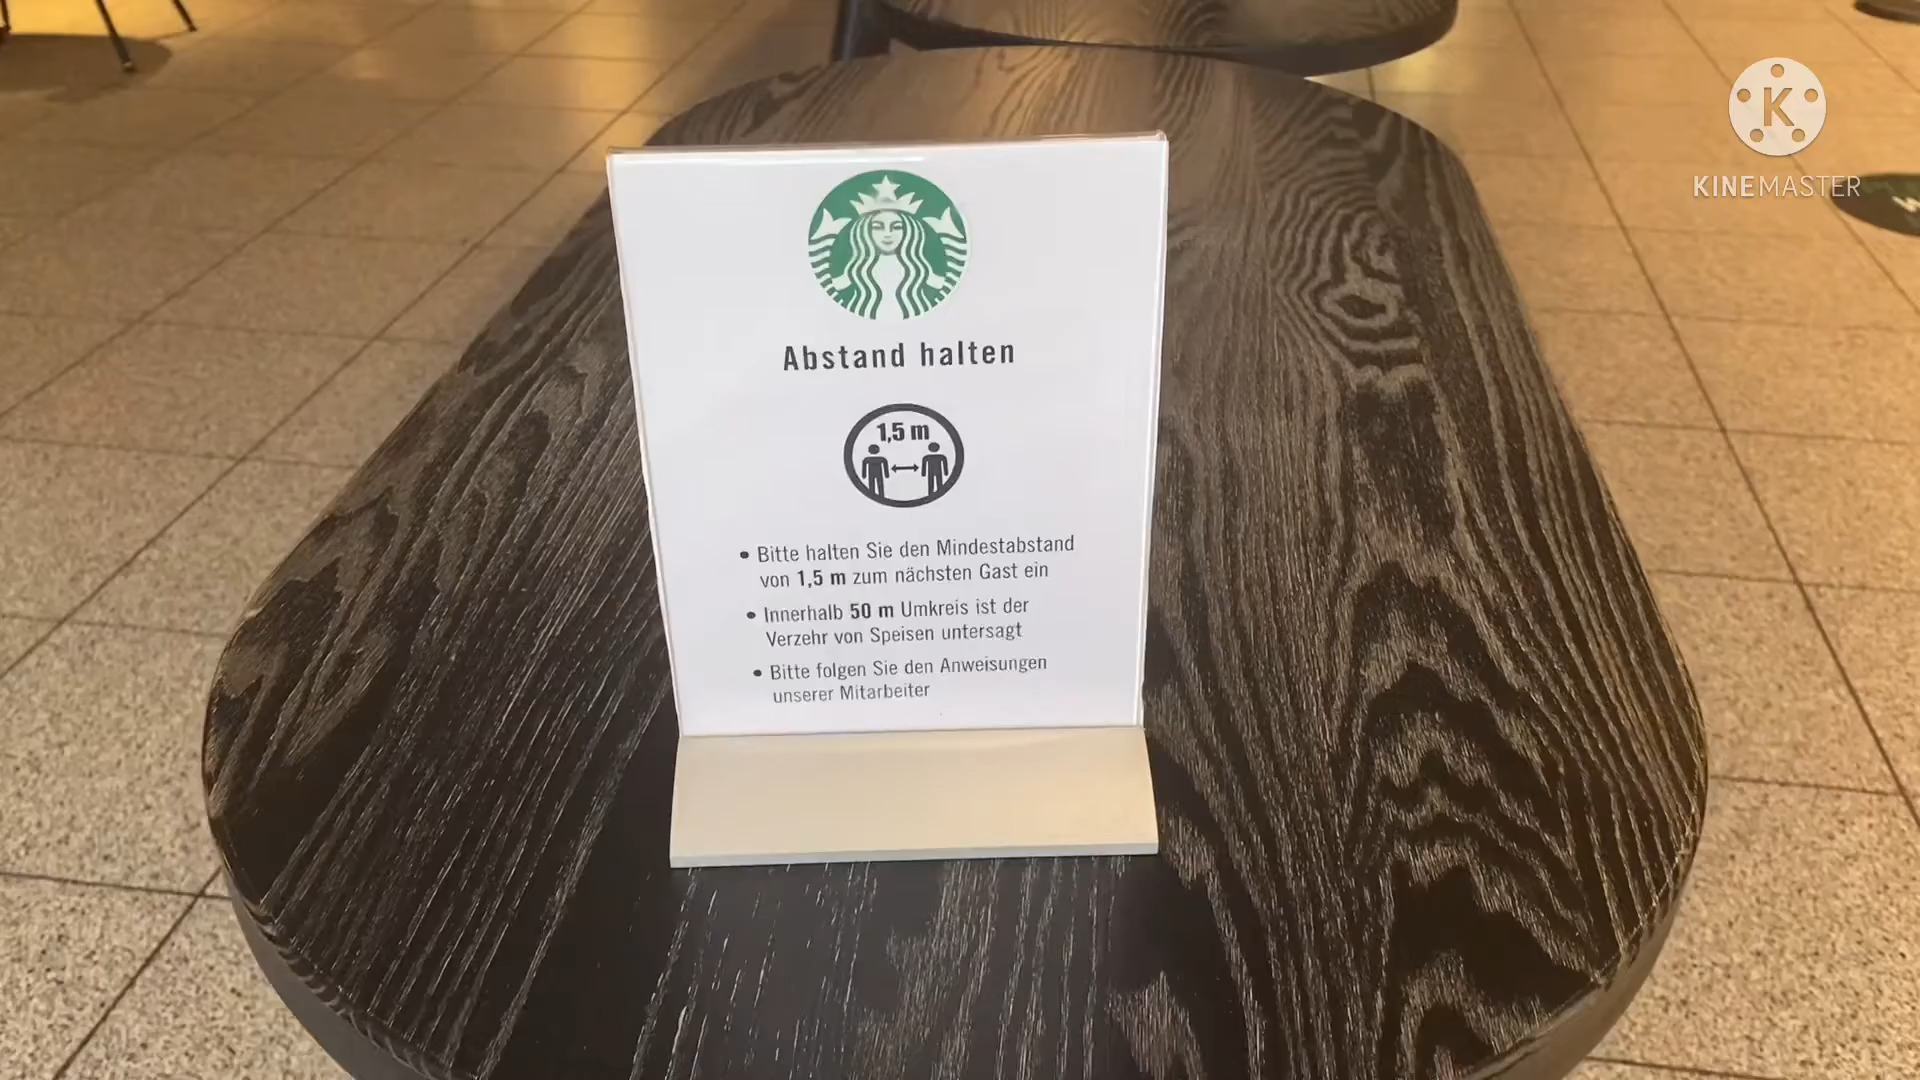 K
KINEMASTER
Abstand halten
1,5 m
• Bitte halten Sie den Mindestabstand
von 1,5 m zum nächsten Gast ein
• Innerhalb 50 m Umkreis ist der
Verzehr von Speisen untersagt
• Bitte folgen Sie den Anweisungen
unserer Mitarbeiter